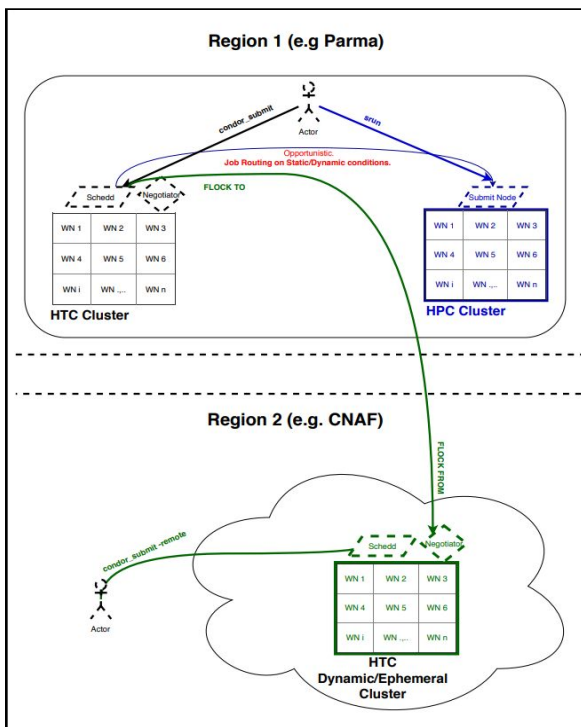 Region 1 (e.g Parma)
condor_submit
srun
Actor
Opportunistic.
Job Routing on Static/Dynamic conditions.
Schedd
Negotiator
FLOCK TO
Submit Node
WN 1 WN 2 WN 3
WN 4 WN 5 WN 6
WN i WN .,.. WN n
HTC Cluster
WN 1 WN 2 WN 3
WN 4 WN 5 WN 6
WN i WN .,.. WN n
HPC Cluster
Region 2 (e.g. CNAF)
FLOCK FROM
condor_submit -remote
Actor
Schedd
Negotiator
WN 1 WN 2 WN 3
WN 4 WN 5 WN 6
WN i WN .,.. WN n
HTC
Dynamic/Ephemeral
Cluster